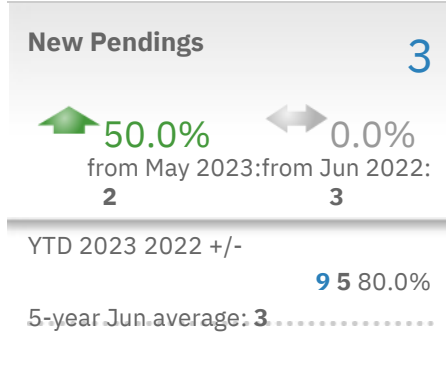 New Pendings
3
50.0% 0.0%
from May 2023:from Jun 2022:
2 3
YTD 2023 2022 +/-
9 5 80.0%
5-year Jun average: 3